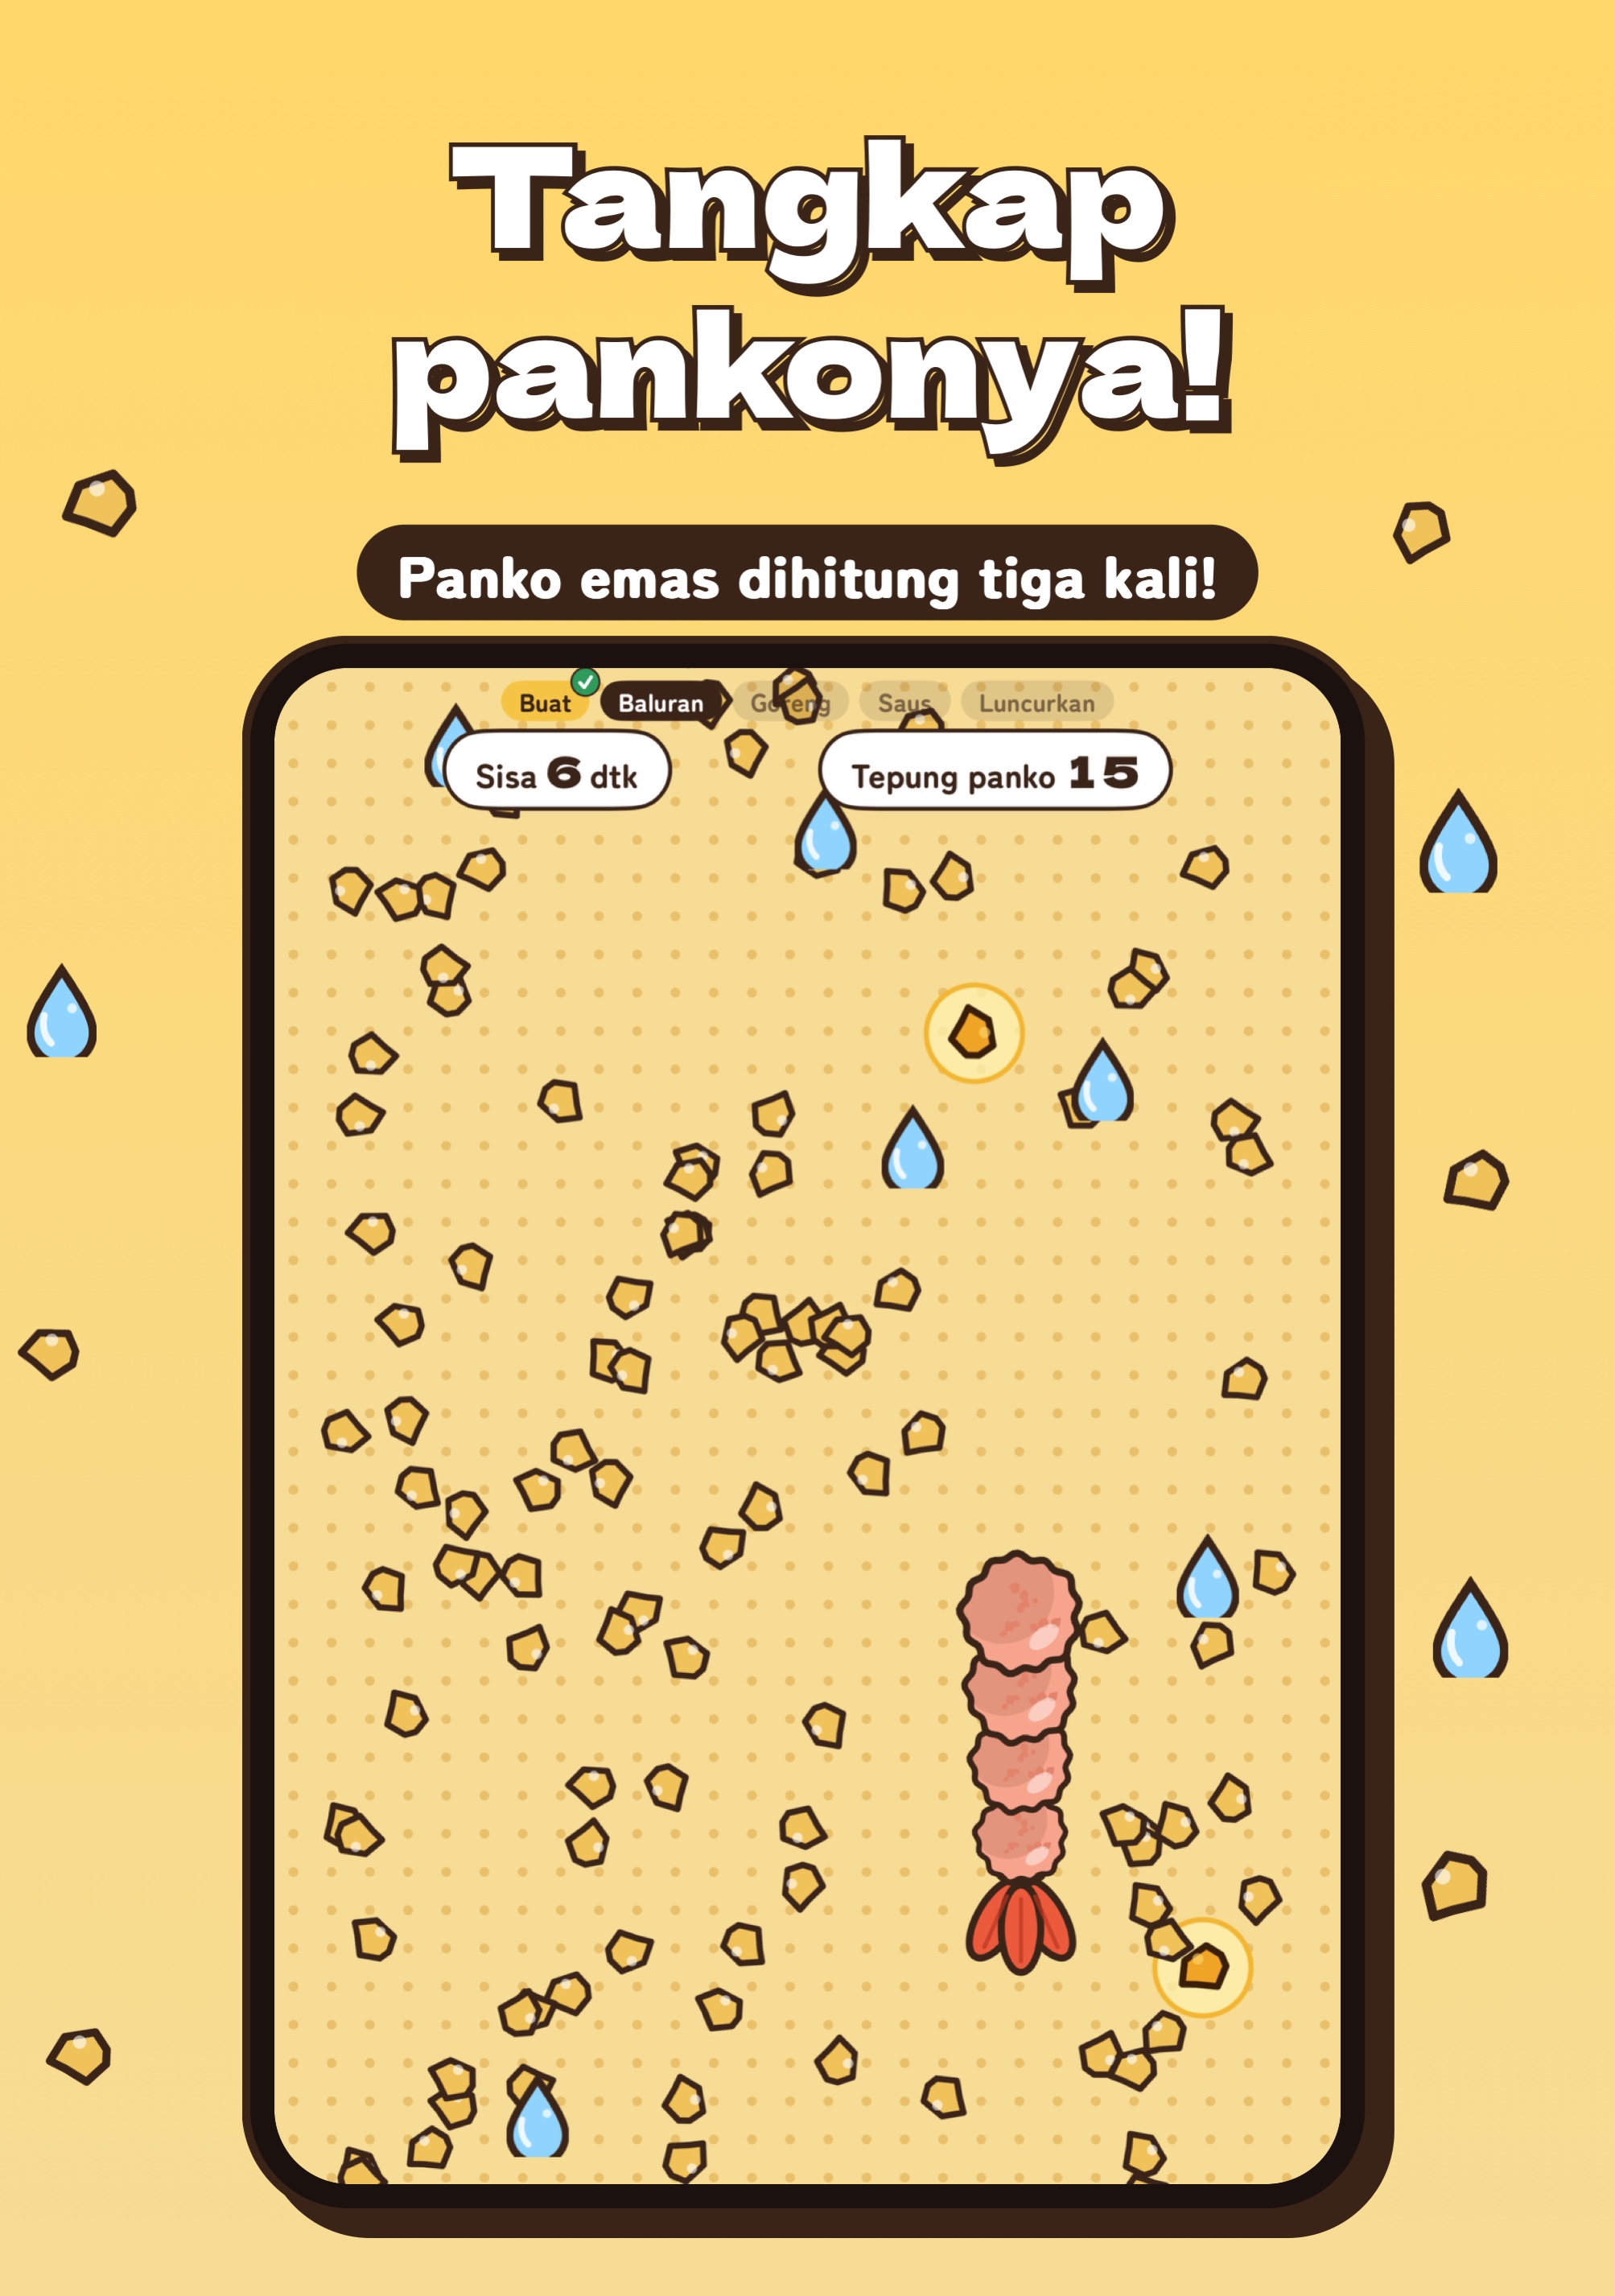 Tangkap
pankonya!
Panko emas dihitung tiga kali!
Buat Baluran Goreng Saus Luncurkan
Sisa 6 dtk Tepung panko 15